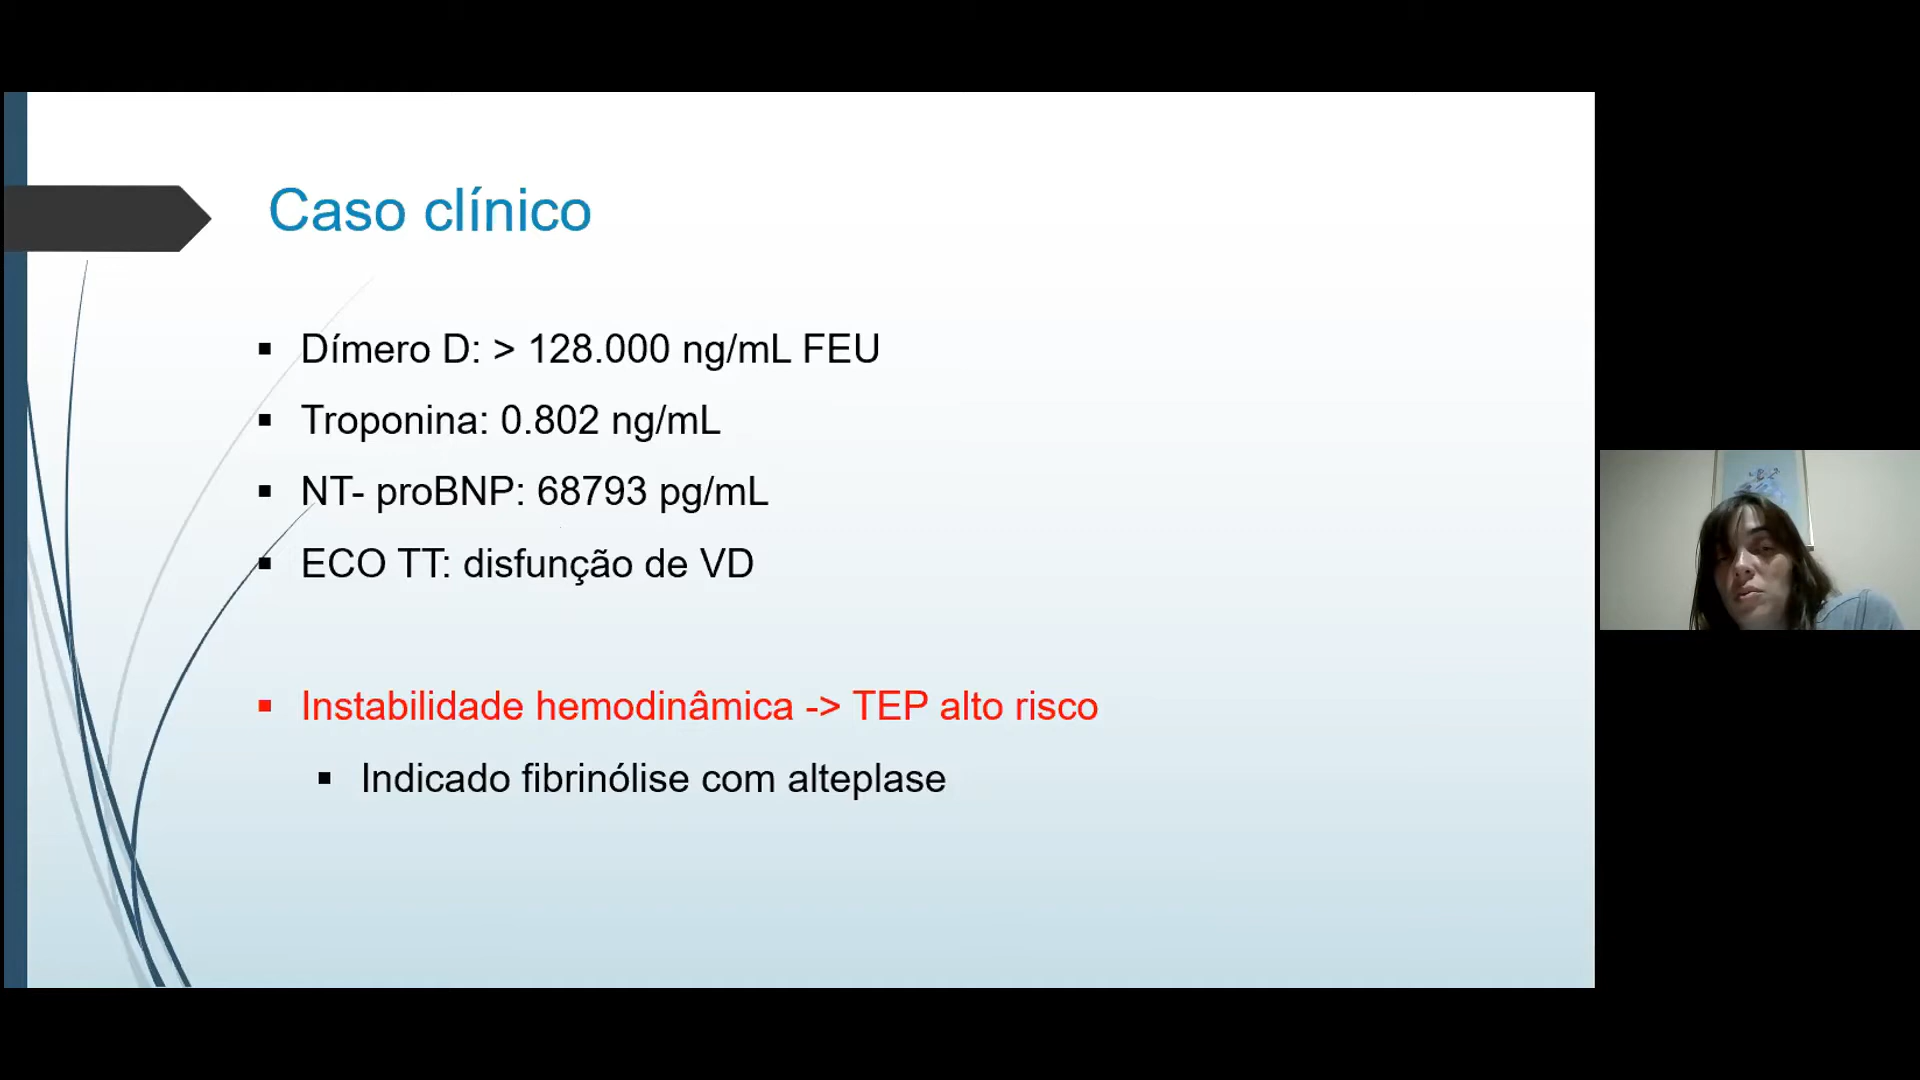 Caso clínico
Dímero D: > 128.000 ng/mL FEU
Troponina: 0.802 ng/mL
NT- proBNP: 68793 pg/mL
ECO TT: disfunção de VD
Instabilidade hemodinâmica -> TEP alto risco
Indicado fibrinólise com alteplase